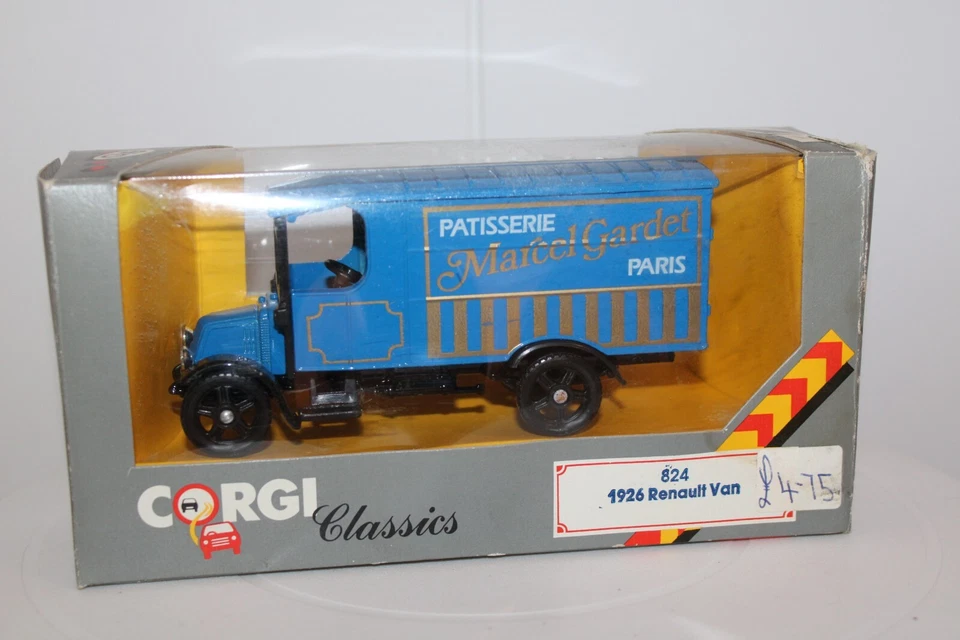 PATISSERIE
Marcel Gardet
PARIS
CORGI Classics
824
1926 Renault Van
£4-75